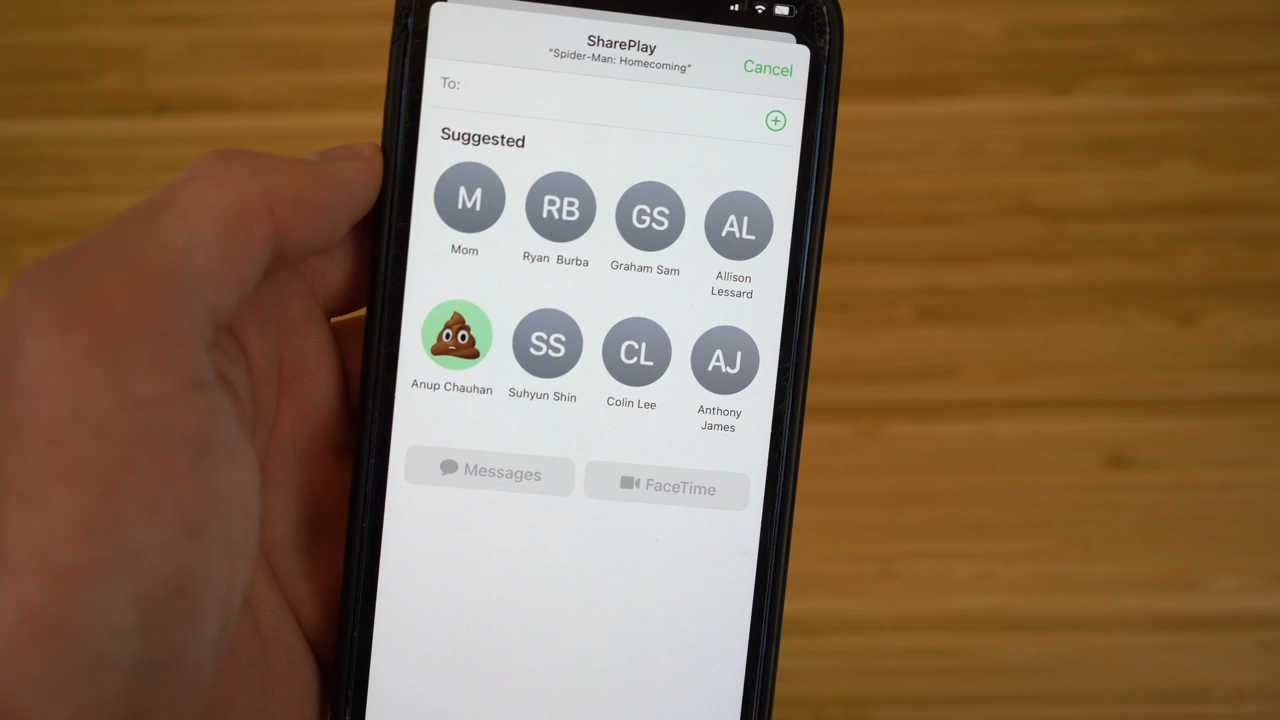 SharePlay
"Spider-Man: Homecoming"
Cancel
To:
Suggested
M
RB
GS
AL
Mom
Ryan Burba
Graham Sam
Allison
Lessard
SS
CL
AJ
Anup Chauhan
Suhyun Shin
Colin Lee
Anthony
James
Messages
FaceTime